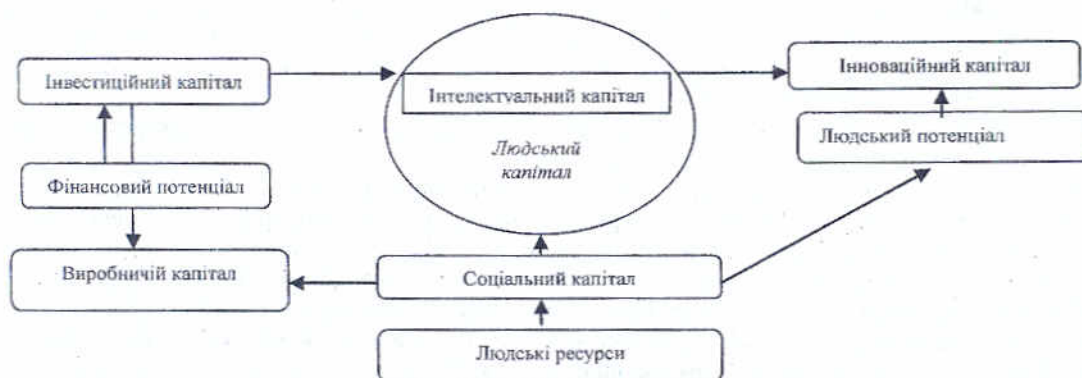 Інвестиційний капітал
Інтелектуальний капітал
Інноваційний капітал
Людський потенціал
Людський
капітал
Фінансовий потенціал
Виробничій капітал
Соціальний капітал
Людські ресурси